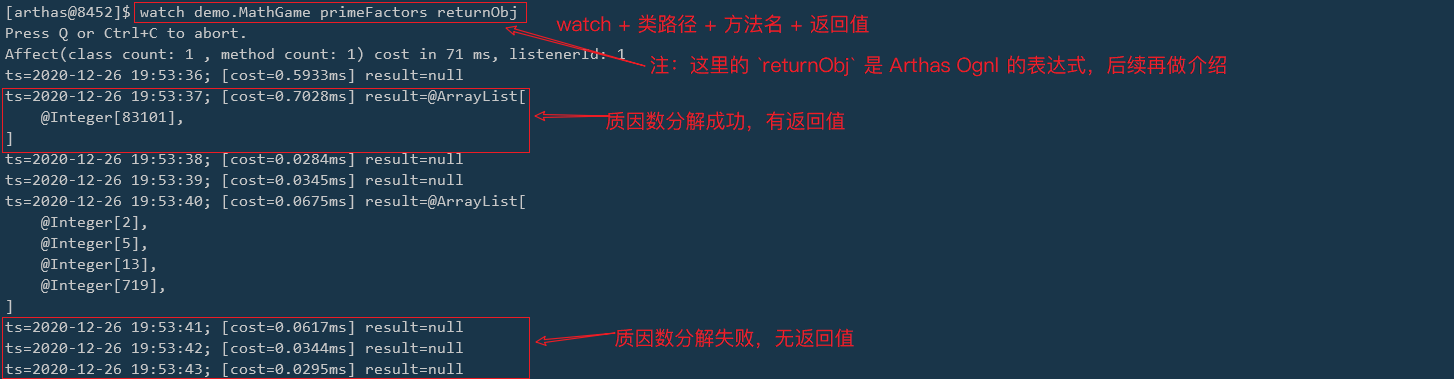 [arthas@8452]$ watch demo.MathGame primeFactors returnObj
watch + 类路径 + 方法名 + 返回值
Press Q or Ctrl+C to abort.
Affect(class count: 1 , method count: 1) cost in 71 ms, listenerId: 1
注：这里的 `returnObj` 是 Arthas Ognl 的表达式，后续再做介绍
ts=2020-12-26 19:53:36; [cost=0.5933ms] result=null
ts=2020-12-26 19:53:37; [cost=0.7028ms] result=@ArrayList[
    @Integer[83101],
质因数分解成功，有返回值
]
ts=2020-12-26 19:53:38; [cost=0.0284ms] result=null
ts=2020-12-26 19:53:39; [cost=0.0345ms] result=null
ts=2020-12-26 19:53:40; [cost=0.0675ms] result=@ArrayList[
    @Integer[2],
    @Integer[5],
    @Integer[13],
    @Integer[719],
]
ts=2020-12-26 19:53:41; [cost=0.0617ms] result=null
质因数分解失败，无返回值
ts=2020-12-26 19:53:42; [cost=0.0344ms] result=null
ts=2020-12-26 19:53:43; [cost=0.0295ms] result=null